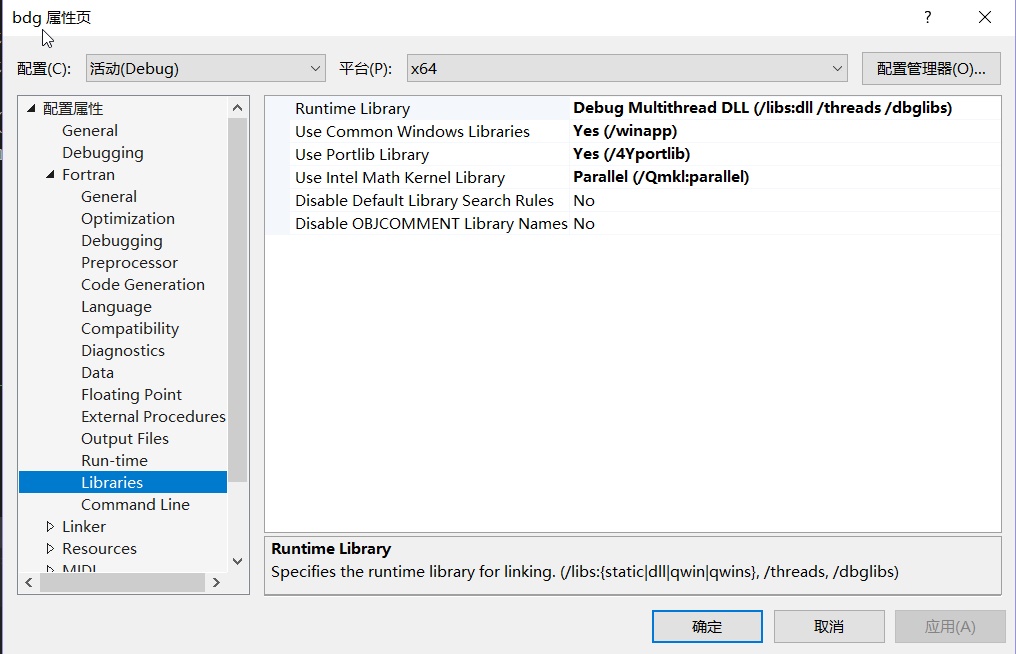 bdg 属性页
配置(C): 活动(Debug) 平台(P): x64 配置管理器(O)...
配置属性
General
Debugging
Fortran
General
Optimization
Debugging
Preprocessor
Code Generation
Language
Compatibility
Diagnostics
Data
Floating Point
External Procedures
Output Files
Run-time
Libraries
Command Line
Linker
Resources
MIDL
Runtime Library Debug Multithread DLL (/libs:dll /threads /dbglibs)
Use Common Windows Libraries Yes (/winapp)
Use Portlib Library Yes (/4Yportlib)
Use Intel Math Kernel Library Parallel (/Qmkl:parallel)
Disable Default Library Search Rules No
Disable OBJCOMMENT Library Names No
Runtime Library
Specifies the runtime library for linking. (/libs:{static|dll|qwin|qwins}, /threads, /dbglibs)
确定 取消 应用(A)